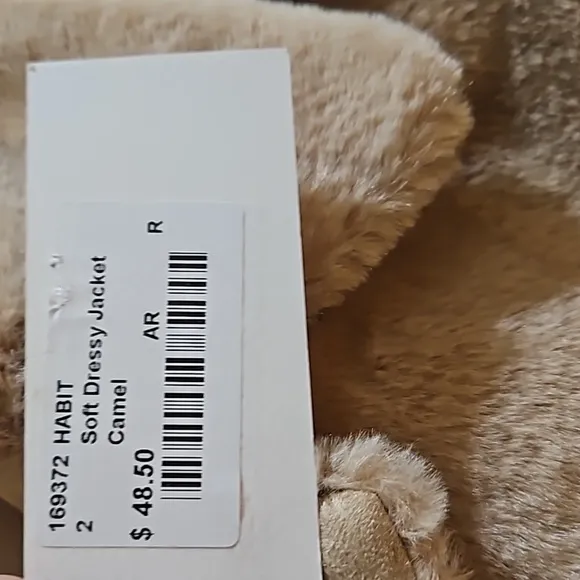 169372 HABIT
2 Soft Dressy Jacket
Camel
$ 48.50 AR R